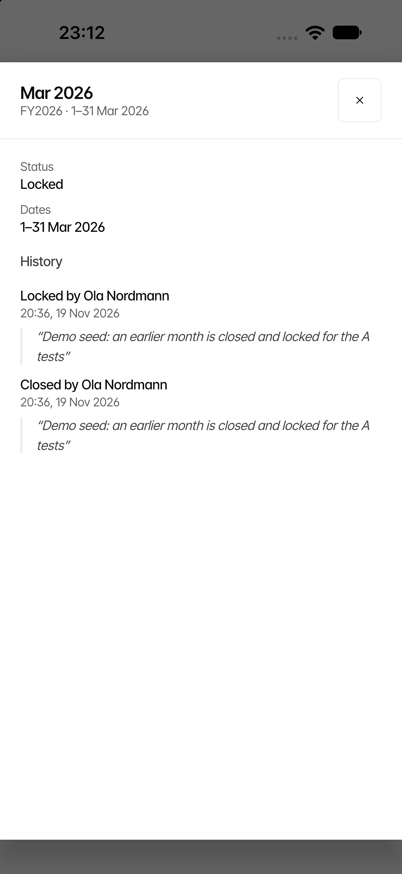 23:12
Mar 2026
FY2026 · 1–31 Mar 2026
×
Status
Locked
Dates
1–31 Mar 2026
History
Locked by Ola Nordmann
20:36, 19 Nov 2026
“Demo seed: an earlier month is closed and locked for the A
tests”
Closed by Ola Nordmann
20:36, 19 Nov 2026
“Demo seed: an earlier month is closed and locked for the A
tests”